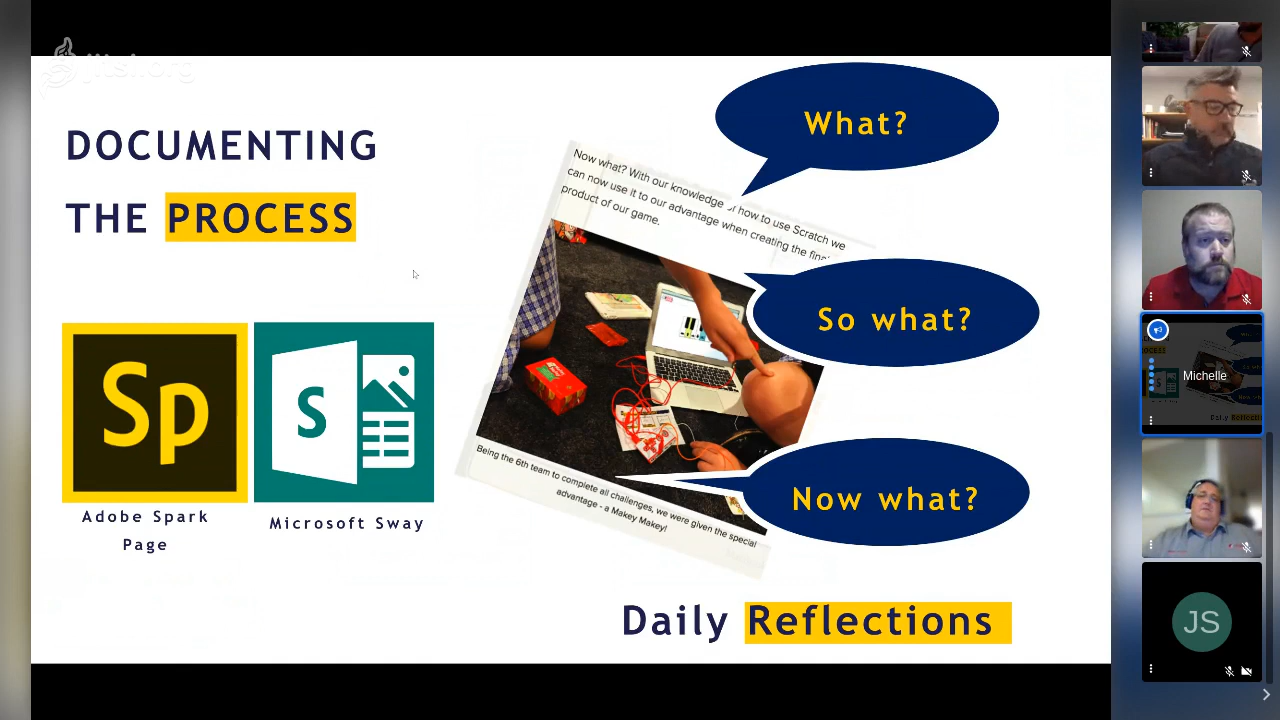 jitsi.org
DOCUMENTING
THE PROCESS
What?
Now what? With our knowledge of how to use Scratch we
can now use it to our advantage when creating the final
product of our game.
So what?
Sp
S
Adobe Spark
Page
Microsoft Sway
Being the 6th team to complete all challenges, we were given the special
advantage - a Makey Makey!
Now what?
Daily Reflections
Michelle
JS